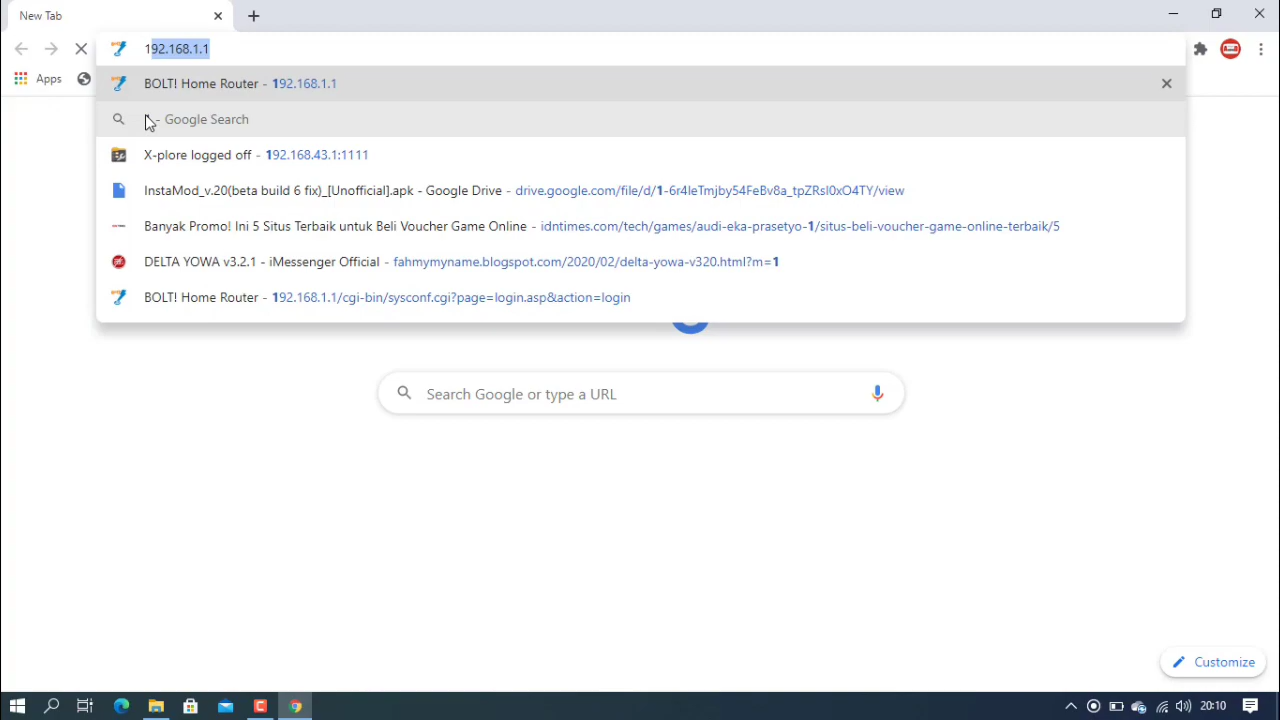 New Tab
192.168.1.1
Apps
BOLT! Home Router - 192.168.1.1
- Google Search
X-plore logged off - 192.168.43.1:1111
InstaMod_v.20(beta build 6 fix)_[Unofficial].apk - Google Drive - drive.google.com/file/d/1-6r4IeTmjby54FeBv8a_tpZRsI0xO4TY/view
Banyak Promo! Ini 5 Situs Terbaik untuk Beli Voucher Game Online - idntimes.com/tech/games/audi-eka-prasetyo-1/situs-beli-voucher-game-online-terbaik/5
DELTA YOWA v3.2.1 - iMessenger Official - fahmymyname.blogspot.com/2020/02/delta-yowa-v320.html?m=1
BOLT! Home Router - 192.168.1.1/cgi-bin/sysconf.cgi?page=login.asp&action=login
Search Google or type a URL
Customize
20:10